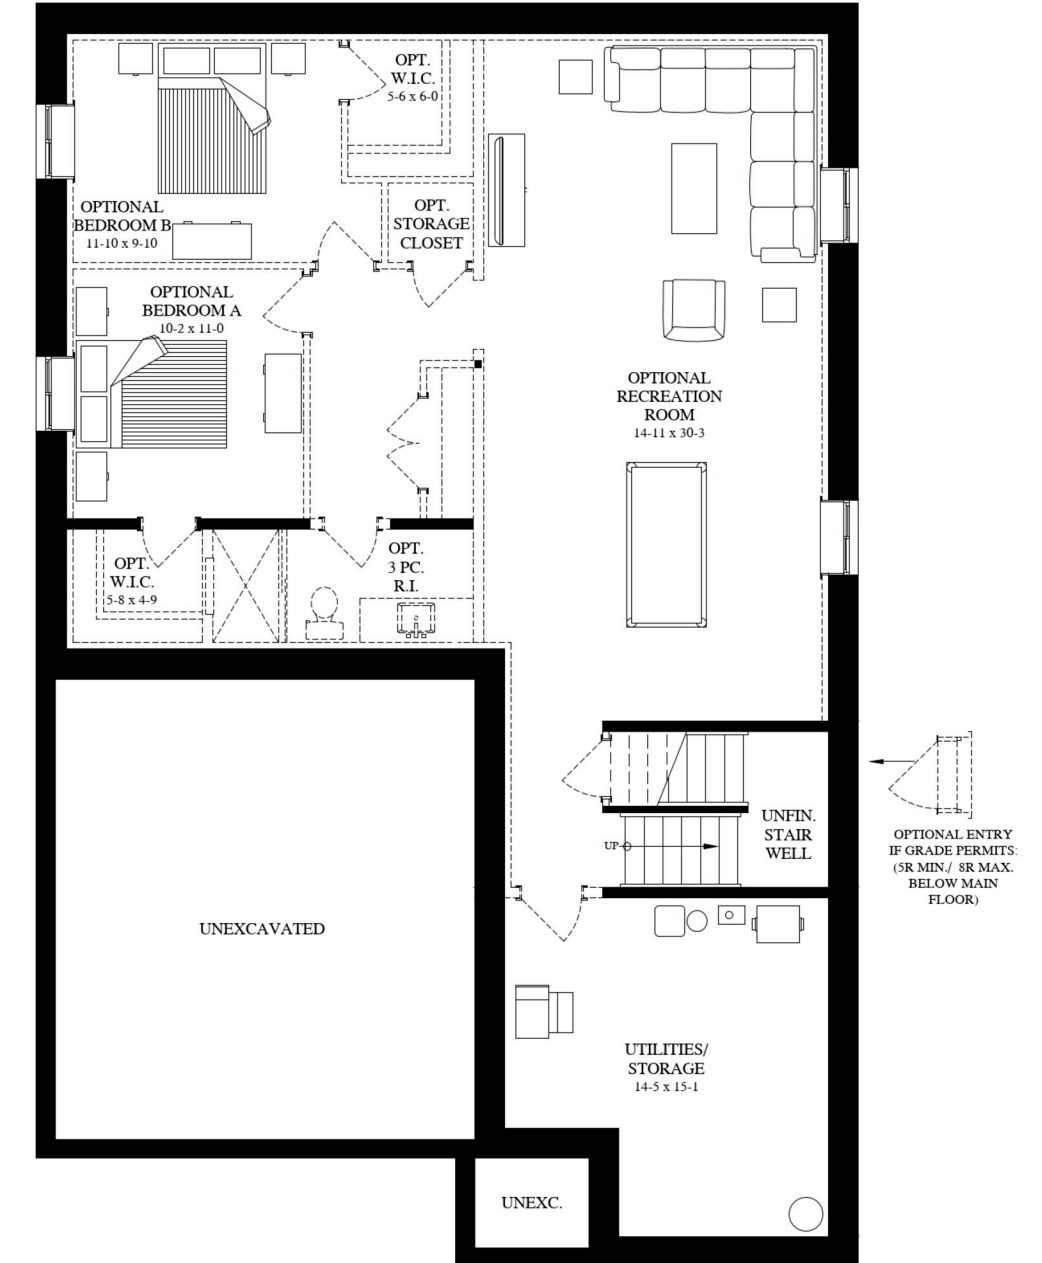 OPT.
W.I.C.
5-6 x 6-0
OPTIONAL
BEDROOM B
11-10 x 9-10
OPT.
STORAGE
CLOSET
OPTIONAL
BEDROOM A
10-2 x 11-0
OPTIONAL
RECREATION
ROOM
14-11 x 30-3
OPT.
W.I.C.
5-8 x 4-9
OPT.
3 PC.
R.I.
UNFIN.
STAIR
WELL
UP
OPTIONAL ENTRY
IF GRADE PERMITS:
(5R MIN./ 8R MAX.
BELOW MAIN
FLOOR)
UNEXCAVATED
UTILITIES/
STORAGE
14-5 x 15-1
UNEXC.